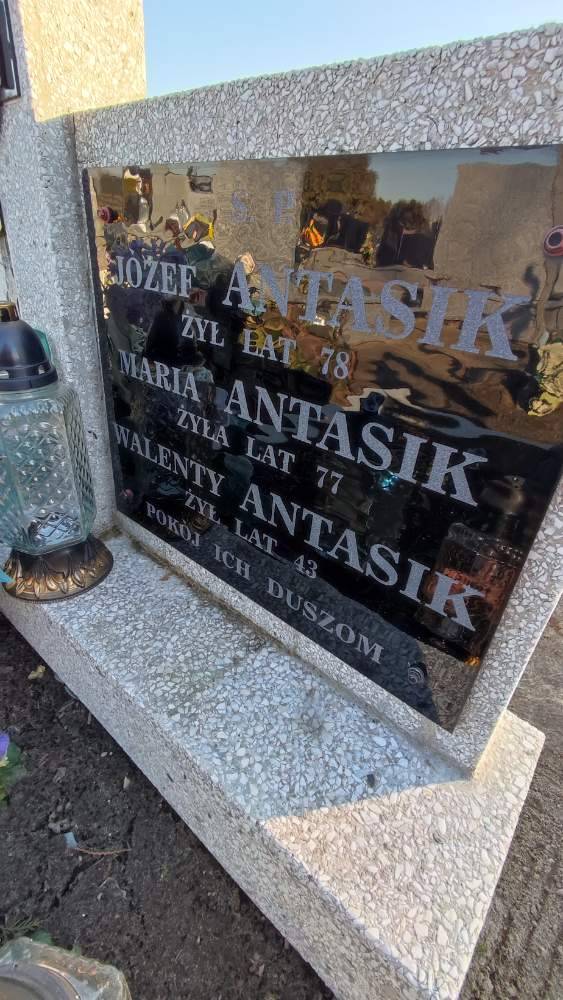 Ś. P.
JÓZEF ANTASIK
ŻYŁ LAT 78
MARIA ANTASIK
ŻYŁA LAT 77
WALENTY ANTASIK
ŻYŁ LAT 43
POKÓJ ICH DUSZOM